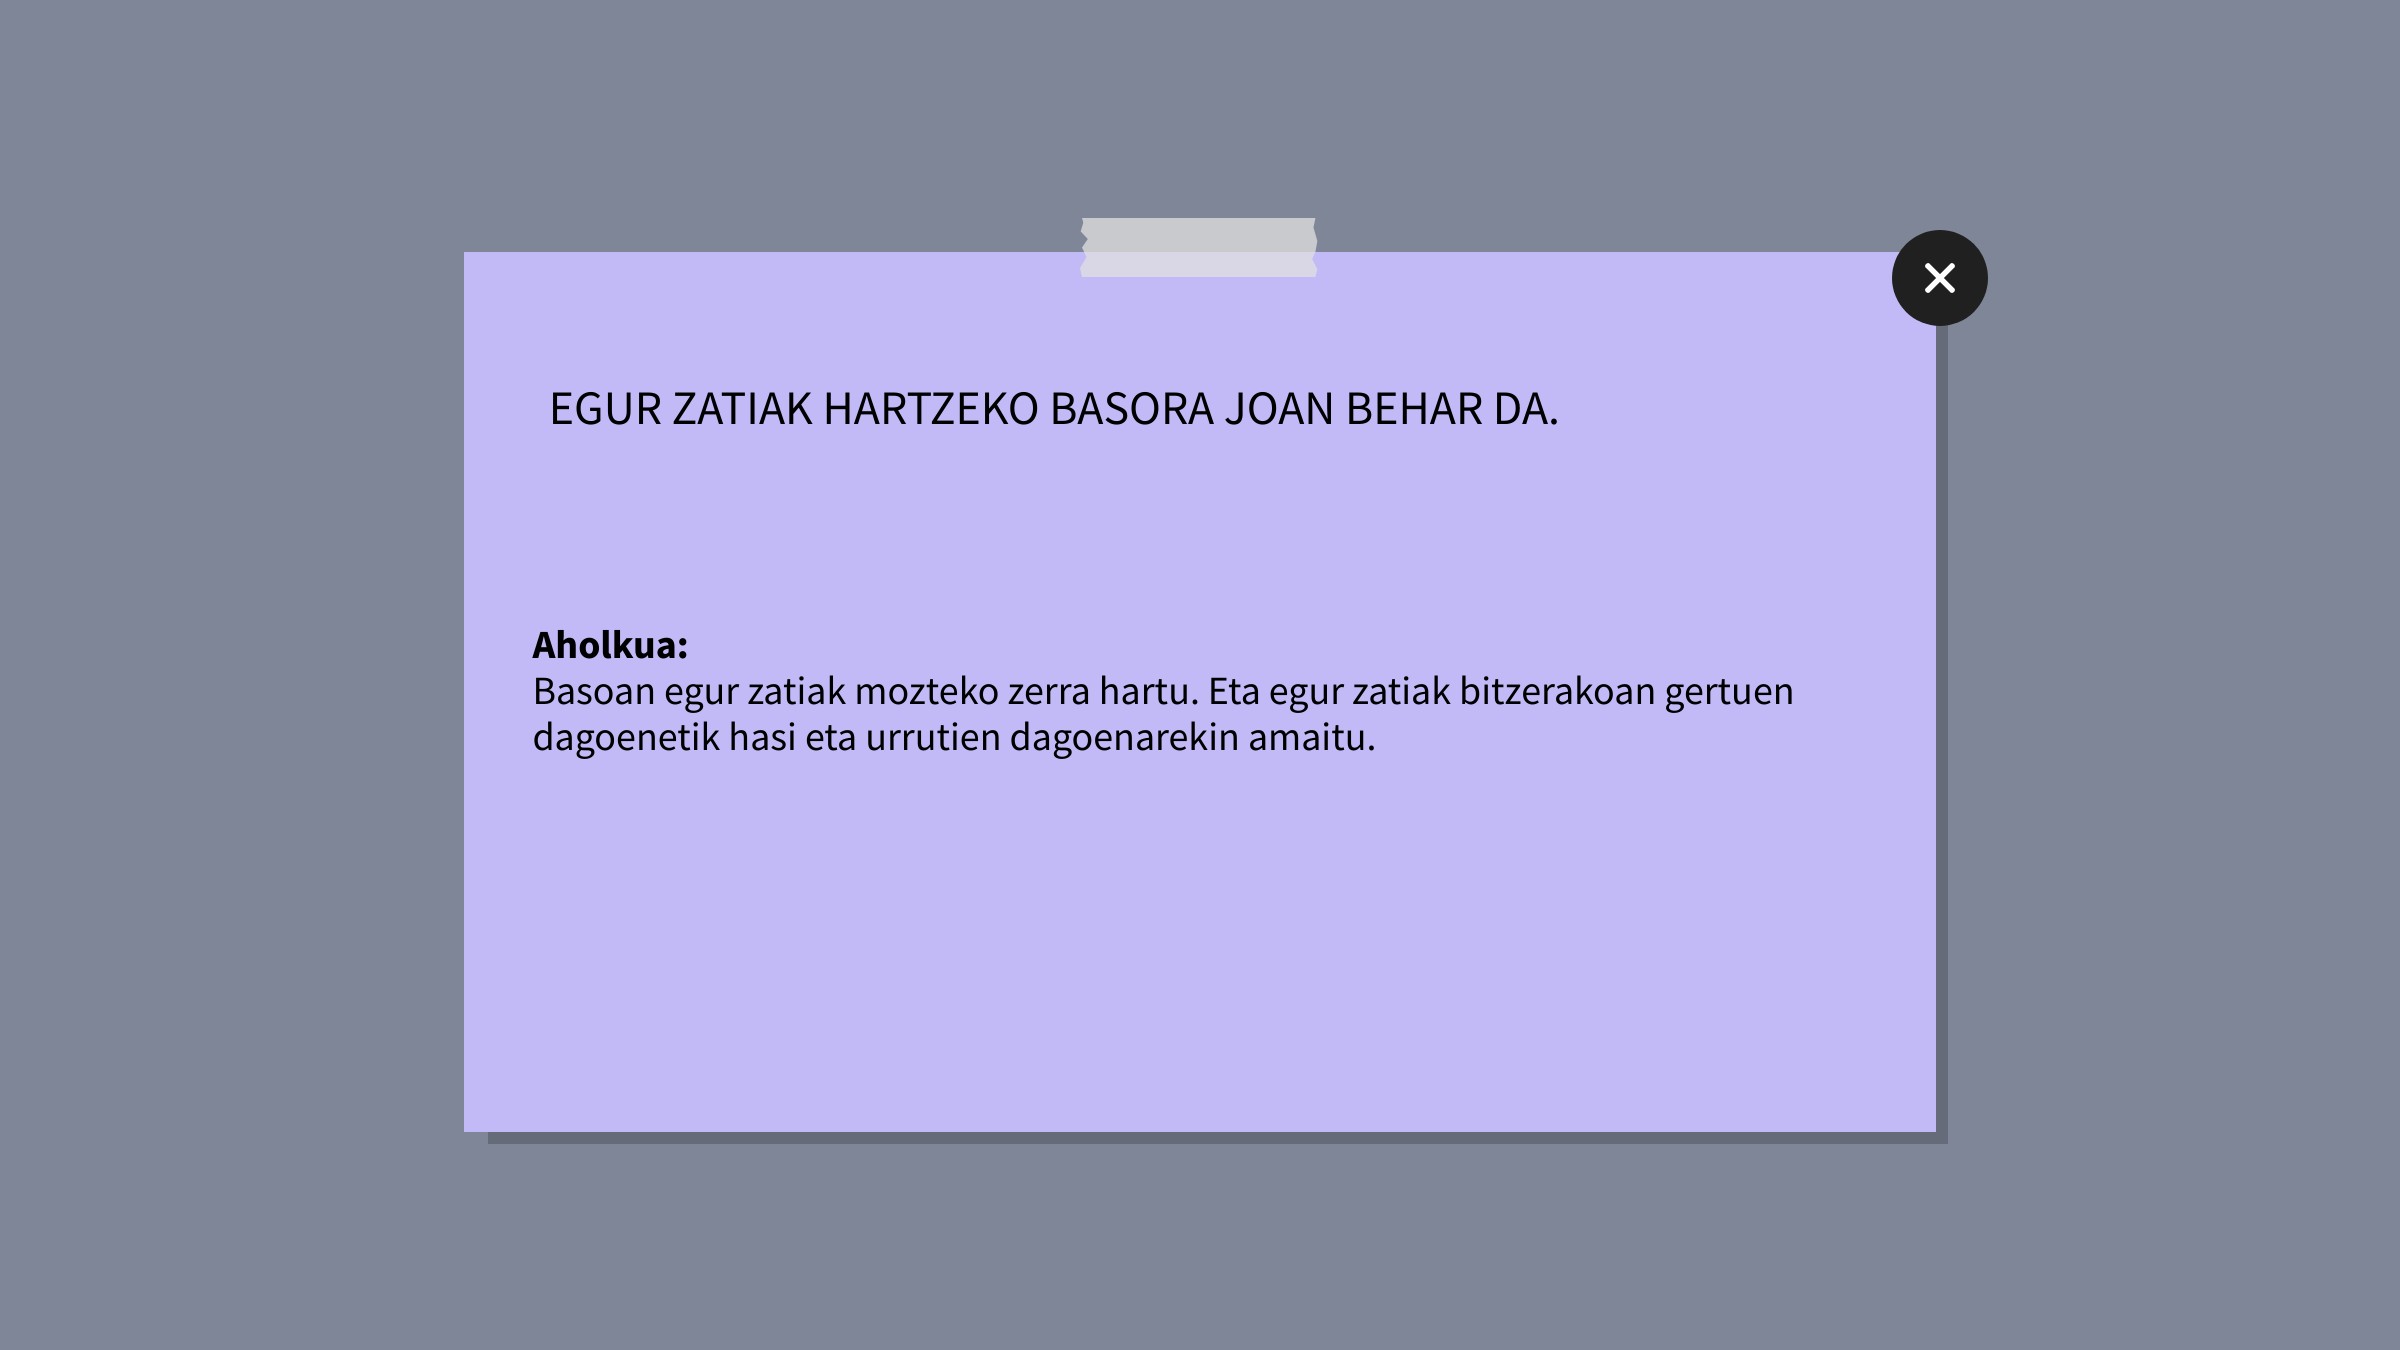 EGUR ZATIAK HARTZEKO BASORA JOAN BEHAR DA.
Aholkua:
Basoan egur zatiak mozteko zerra hartu. Eta egur zatiak bitzerakoan gertuen
dagoenetik hasi eta urrutien dagoenarekin amaitu.